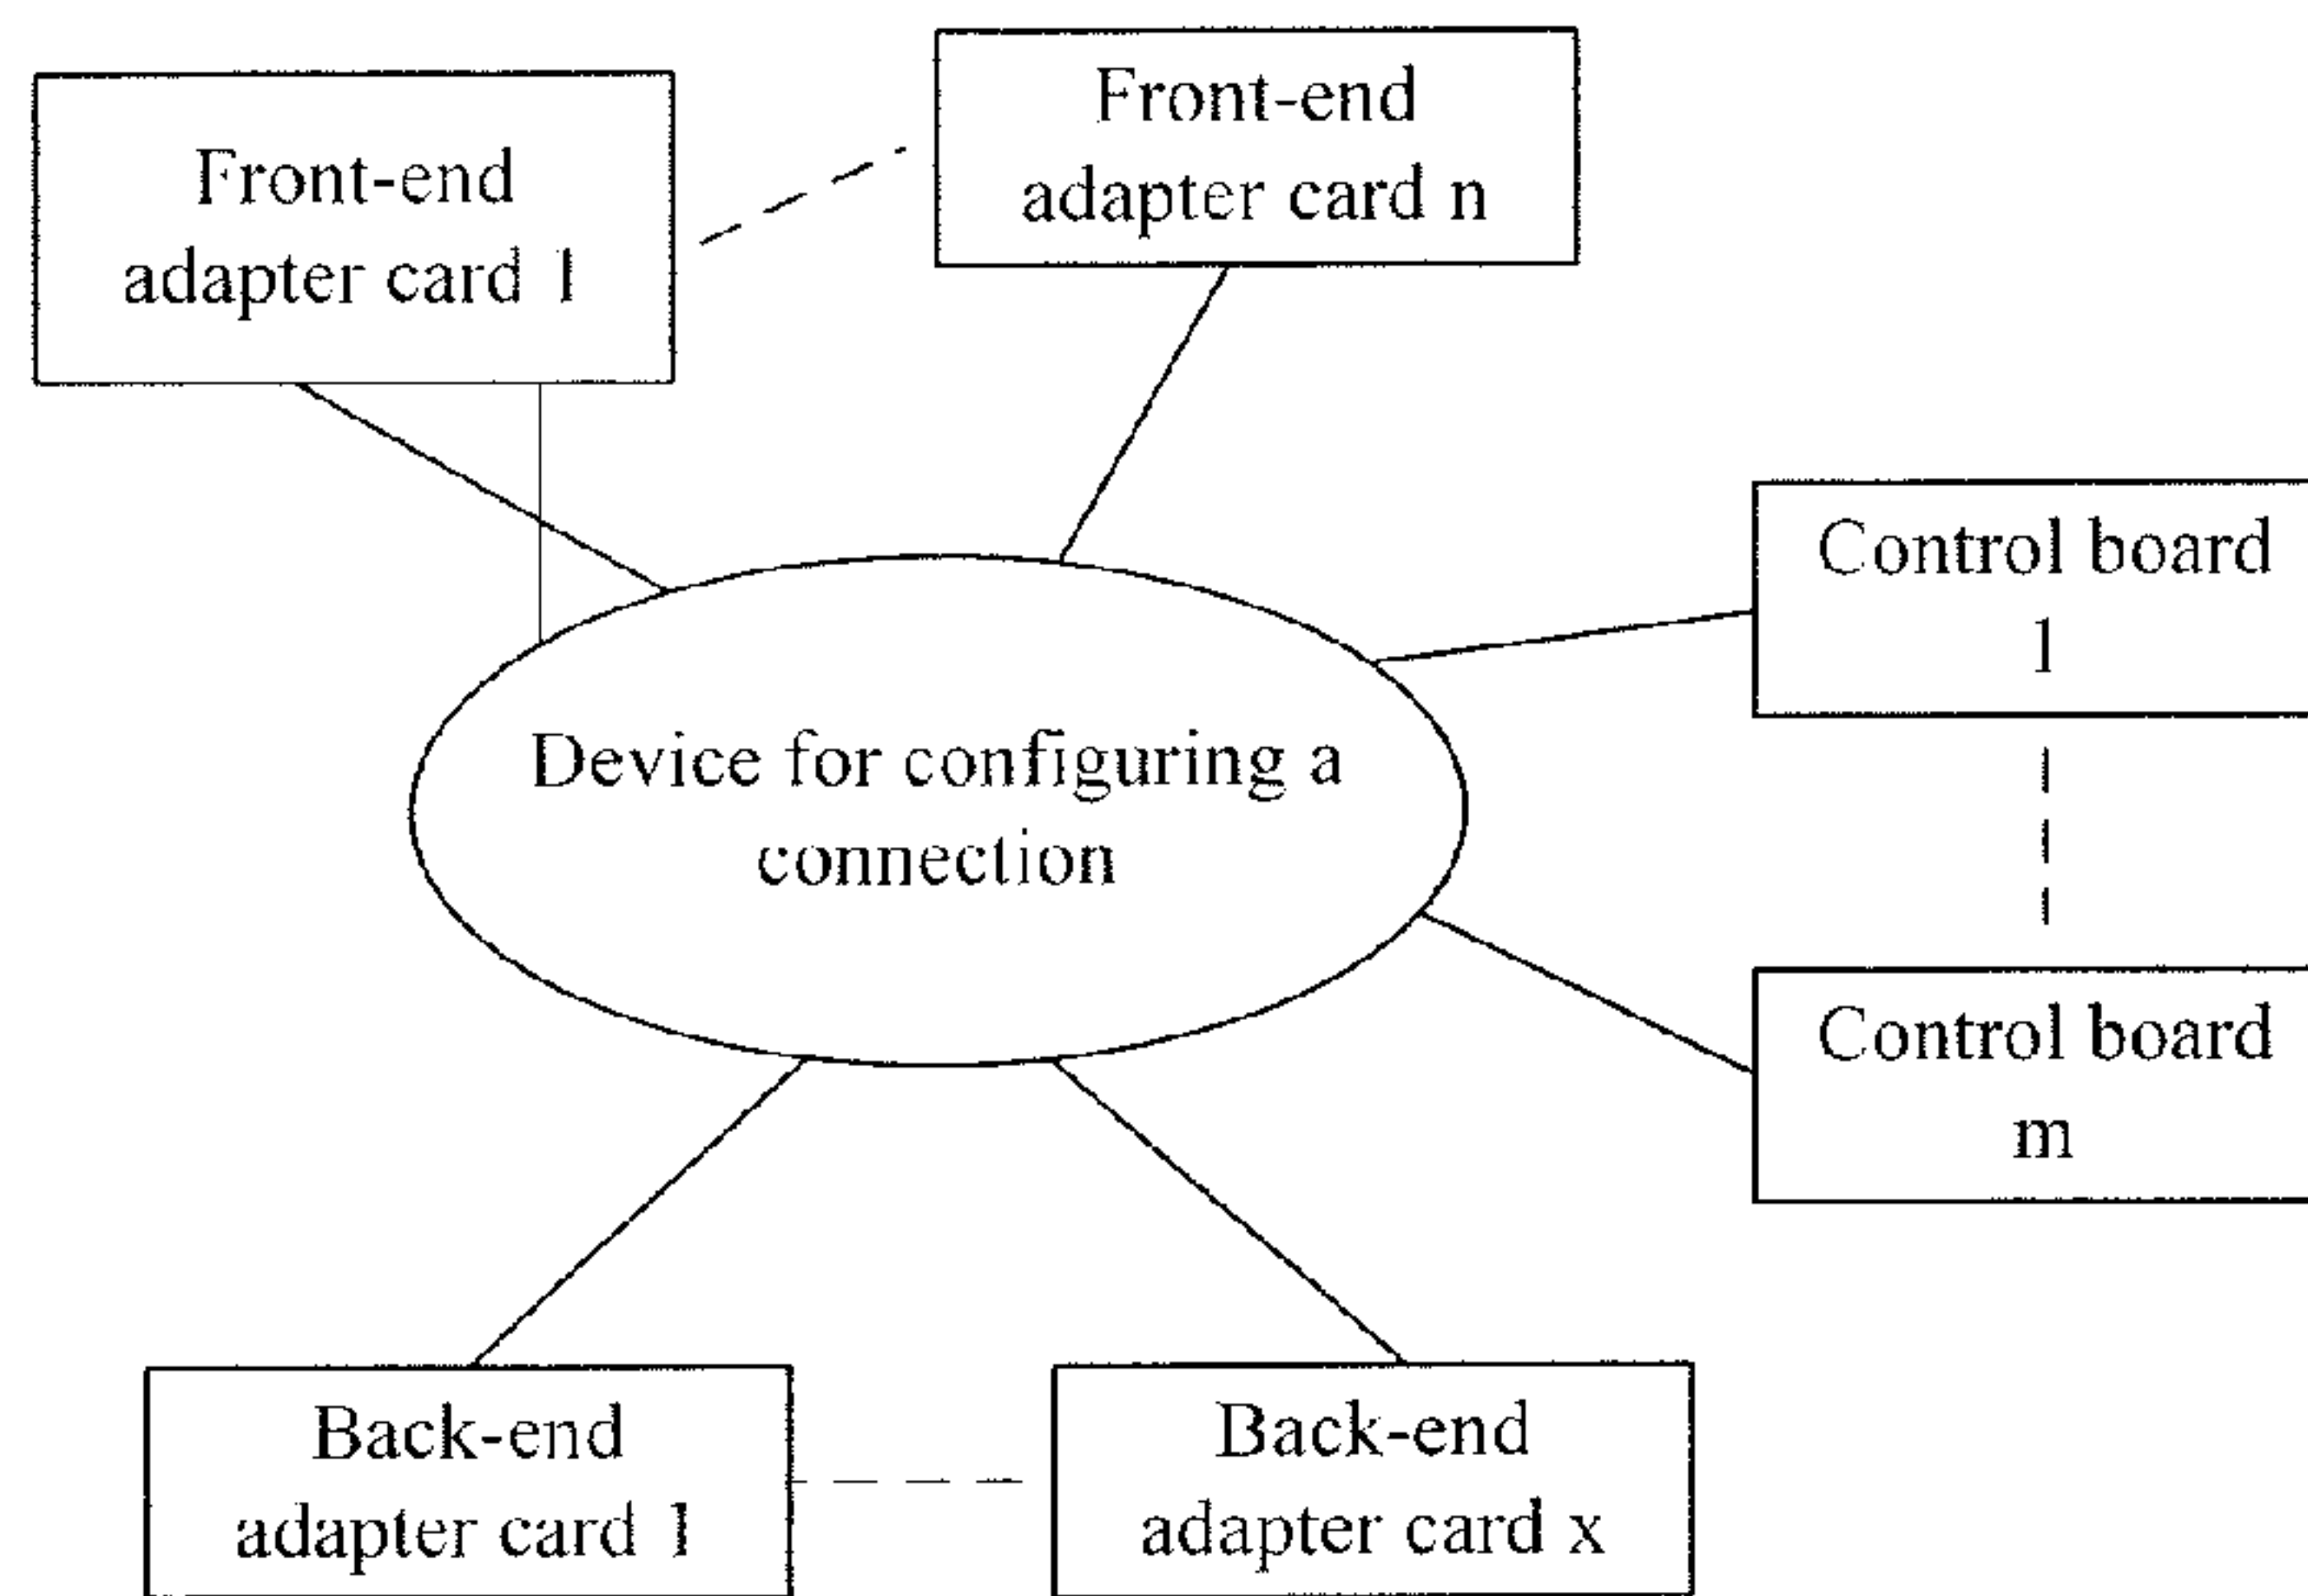 Front-end
adapter card 1
Front-end
adapter card n
Control board
1
Device for configuring a
connection
Control board
m
Back-end
adapter card 1
Back-end
adapter card x